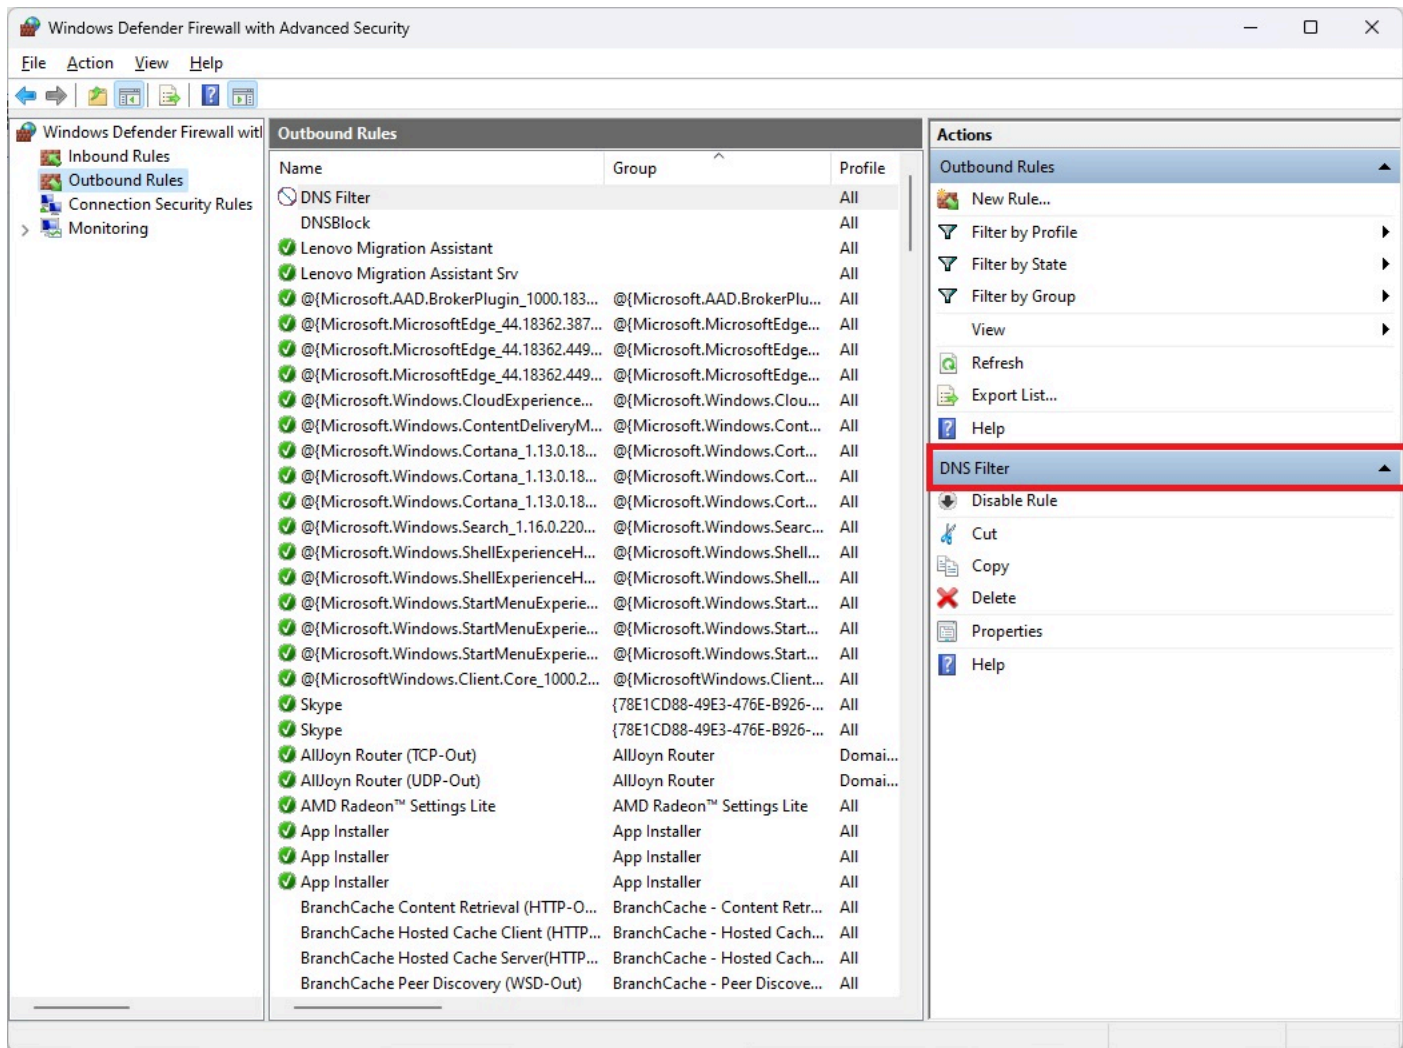 Windows Defender Firewall with Advanced Security
File Action View Help
Windows Defender Firewall witl
Inbound Rules
Outbound Rules
Connection Security Rules
Monitoring
Outbound Rules
Name Group Profile
DNS Filter All
DNSBlock All
Lenovo Migration Assistant All
Lenovo Migration Assistant Srv All
@{Microsoft.AAD.BrokerPlugin_1000.183... @{Microsoft.AAD.BrokerPlu... All
@{Microsoft.MicrosoftEdge_44.18362.387... @{Microsoft.MicrosoftEdge... All
@{Microsoft.MicrosoftEdge_44.18362.449... @{Microsoft.MicrosoftEdge... All
@{Microsoft.MicrosoftEdge_44.18362.449... @{Microsoft.MicrosoftEdge... All
@{Microsoft.Windows.CloudExperience... @{Microsoft.Windows.Clou... All
@{Microsoft.Windows.ContentDeliveryM... @{Microsoft.Windows.Cont... All
@{Microsoft.Windows.Cortana_1.13.0.18... @{Microsoft.Windows.Cort... All
@{Microsoft.Windows.Cortana_1.13.0.18... @{Microsoft.Windows.Cort... All
@{Microsoft.Windows.Cortana_1.13.0.18... @{Microsoft.Windows.Cort... All
@{Microsoft.Windows.Search_1.16.0.220... @{Microsoft.Windows.Searc... All
@{Microsoft.Windows.ShellExperienceH... @{Microsoft.Windows.Shell... All
@{Microsoft.Windows.ShellExperienceH... @{Microsoft.Windows.Shell... All
@{Microsoft.Windows.StartMenuExperie... @{Microsoft.Windows.Start... All
@{Microsoft.Windows.StartMenuExperie... @{Microsoft.Windows.Start... All
@{Microsoft.Windows.StartMenuExperie... @{Microsoft.Windows.Start... All
@{MicrosoftWindows.Client.Core_1000.2... @{MicrosoftWindows.Client... All
Skype {78E1CD88-49E3-476E-B926-... All
Skype {78E1CD88-49E3-476E-B926-... All
AllJoyn Router (TCP-Out) AllJoyn Router Domai...
AllJoyn Router (UDP-Out) AllJoyn Router Domai...
AMD Radeon™ Settings Lite AMD Radeon™ Settings Lite All
App Installer App Installer All
App Installer App Installer All
App Installer App Installer All
BranchCache Content Retrieval (HTTP-O... BranchCache - Content Retr... All
BranchCache Hosted Cache Client (HTTP... BranchCache - Hosted Cach... All
BranchCache Hosted Cache Server(HTTP... BranchCache - Hosted Cach... All
BranchCache Peer Discovery (WSD-Out) BranchCache - Peer Discove... All
Actions
Outbound Rules
New Rule...
Filter by Profile
Filter by State
Filter by Group
View
Refresh
Export List...
Help
DNS Filter
Disable Rule
Cut
Copy
Delete
Properties
Help